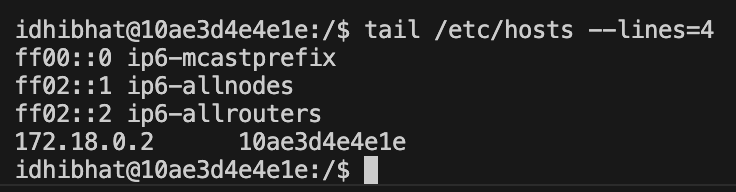 idhibhat@10ae3d4e4e1e:/$ tail /etc/hosts --lines=4
ff00::0 ip6-mcastprefix
ff02::1 ip6-allnodes
ff02::2 ip6-allrouters
172.18.0.2      10ae3d4e4e1e
idhibhat@10ae3d4e4e1e:/$